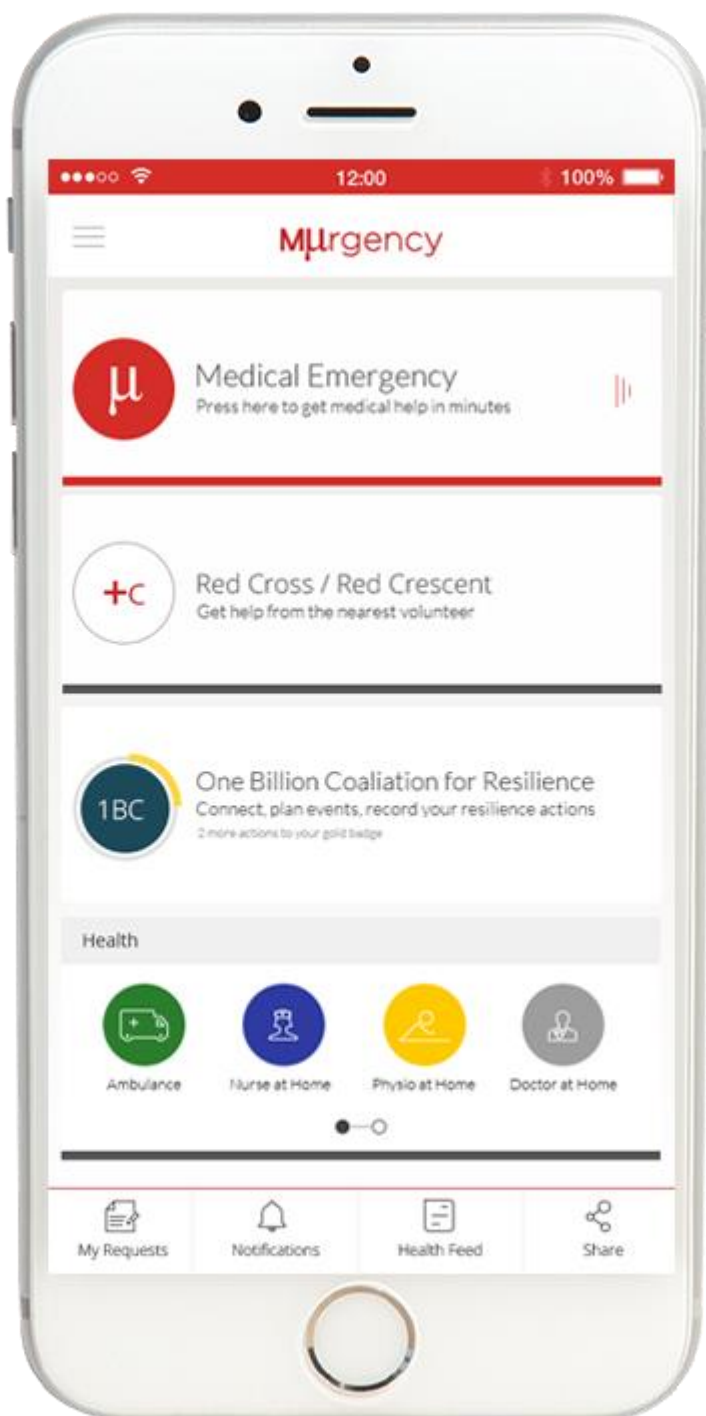 12:00
100%
Mμrgency
μ
Medical Emergency
Press here to get medical help in minutes
+C
Red Cross / Red Crescent
Get help from the nearest volunteer
1BC
One Billion Coaliation for Resilience
Connect, plan events, record your resilience actions
2 more actions to your gold badge
Health
Ambulance
Nurse at Home
Physio at Home
Doctor at Home
My Requests
Notifications
Health Feed
Share